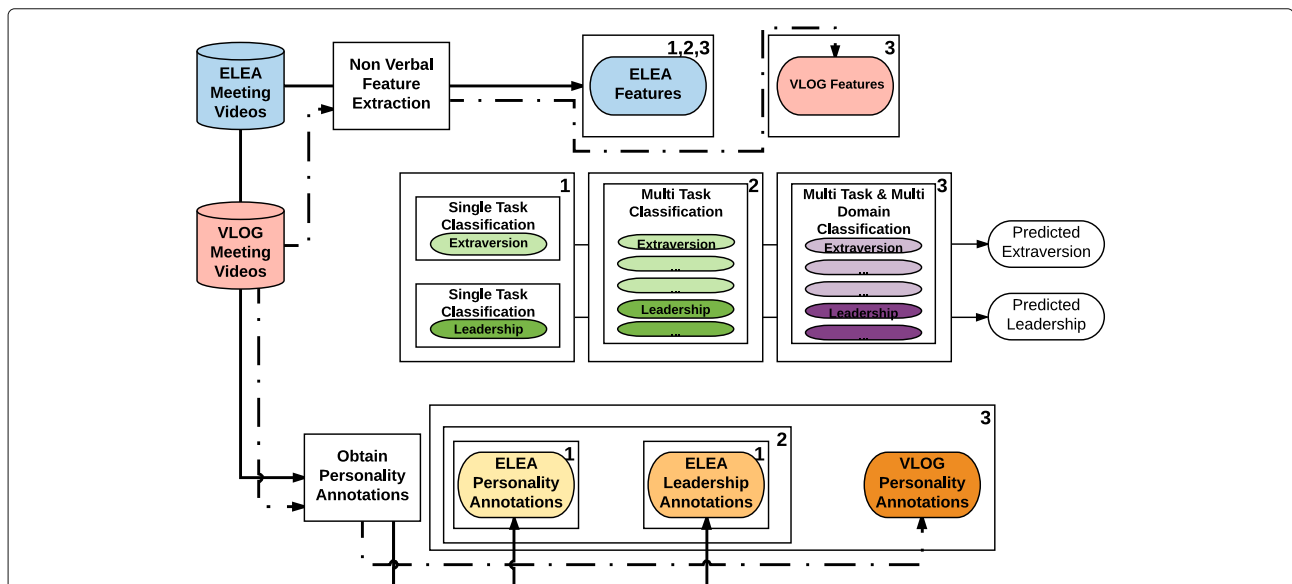 ELEA
Meeting
Videos
Non Verbal
Feature
Extraction
1,2,3
ELEA
Features
3
VLOG Features
VLOG
Meeting
Videos
1
Single Task
Classification
Extraversion
Single Task
Classification
Leadership
2
Multi Task
Classification
Extraversion
...
...
Leadership
...
3
Multi Task & Multi
Domain
Classification
Extraversion
...
...
Leadership
...
Predicted
Extraversion
Predicted
Leadership
Obtain
Personality
Annotations
3
2
1
ELEA
Personality
Annotations
1
ELEA
Leadership
Annotations
VLOG
Personality
Annotations